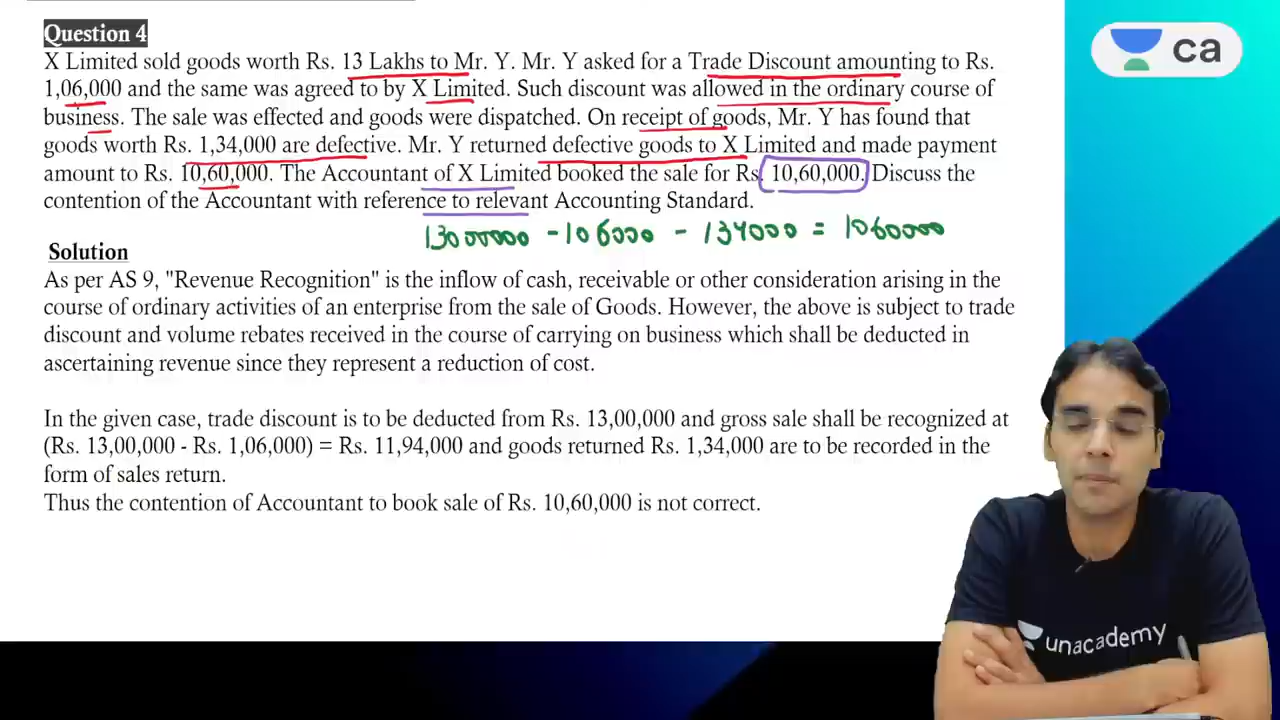 Question 4
X Limited sold goods worth Rs. 13 Lakhs to Mr. Y. Mr. Y asked for a Trade Discount amounting to Rs.
1,06,000 and the same was agreed to by X Limited. Such discount was allowed in the ordinary course of
business. The sale was effected and goods were dispatched. On receipt of goods, Mr. Y has found that
goods worth Rs. 1,34,000 are defective. Mr. Y returned defective goods to X Limited and made payment
amount to Rs. 10,60,000. The Accountant of X Limited booked the sale for Rs. 10,60,000. Discuss the
contention of the Accountant with reference to relevant Accounting Standard.
13000000 - 106000 - 134000 = 1060000
Solution
As per AS 9, "Revenue Recognition" is the inflow of cash, receivable or other consideration arising in the
course of ordinary activities of an enterprise from the sale of Goods. However, the above is subject to trade
discount and volume rebates received in the course of carrying on business which shall be deducted in
ascertaining revenue since they represent a reduction of cost.
In the given case, trade discount is to be deducted from Rs. 13,00,000 and gross sale shall be recognized at
(Rs. 13,00,000 - Rs. 1,06,000) = Rs. 11,94,000 and goods returned Rs. 1,34,000 are to be recorded in the
form of sales return.
Thus the contention of Accountant to book sale of Rs. 10,60,000 is not correct.
ca
unacademy